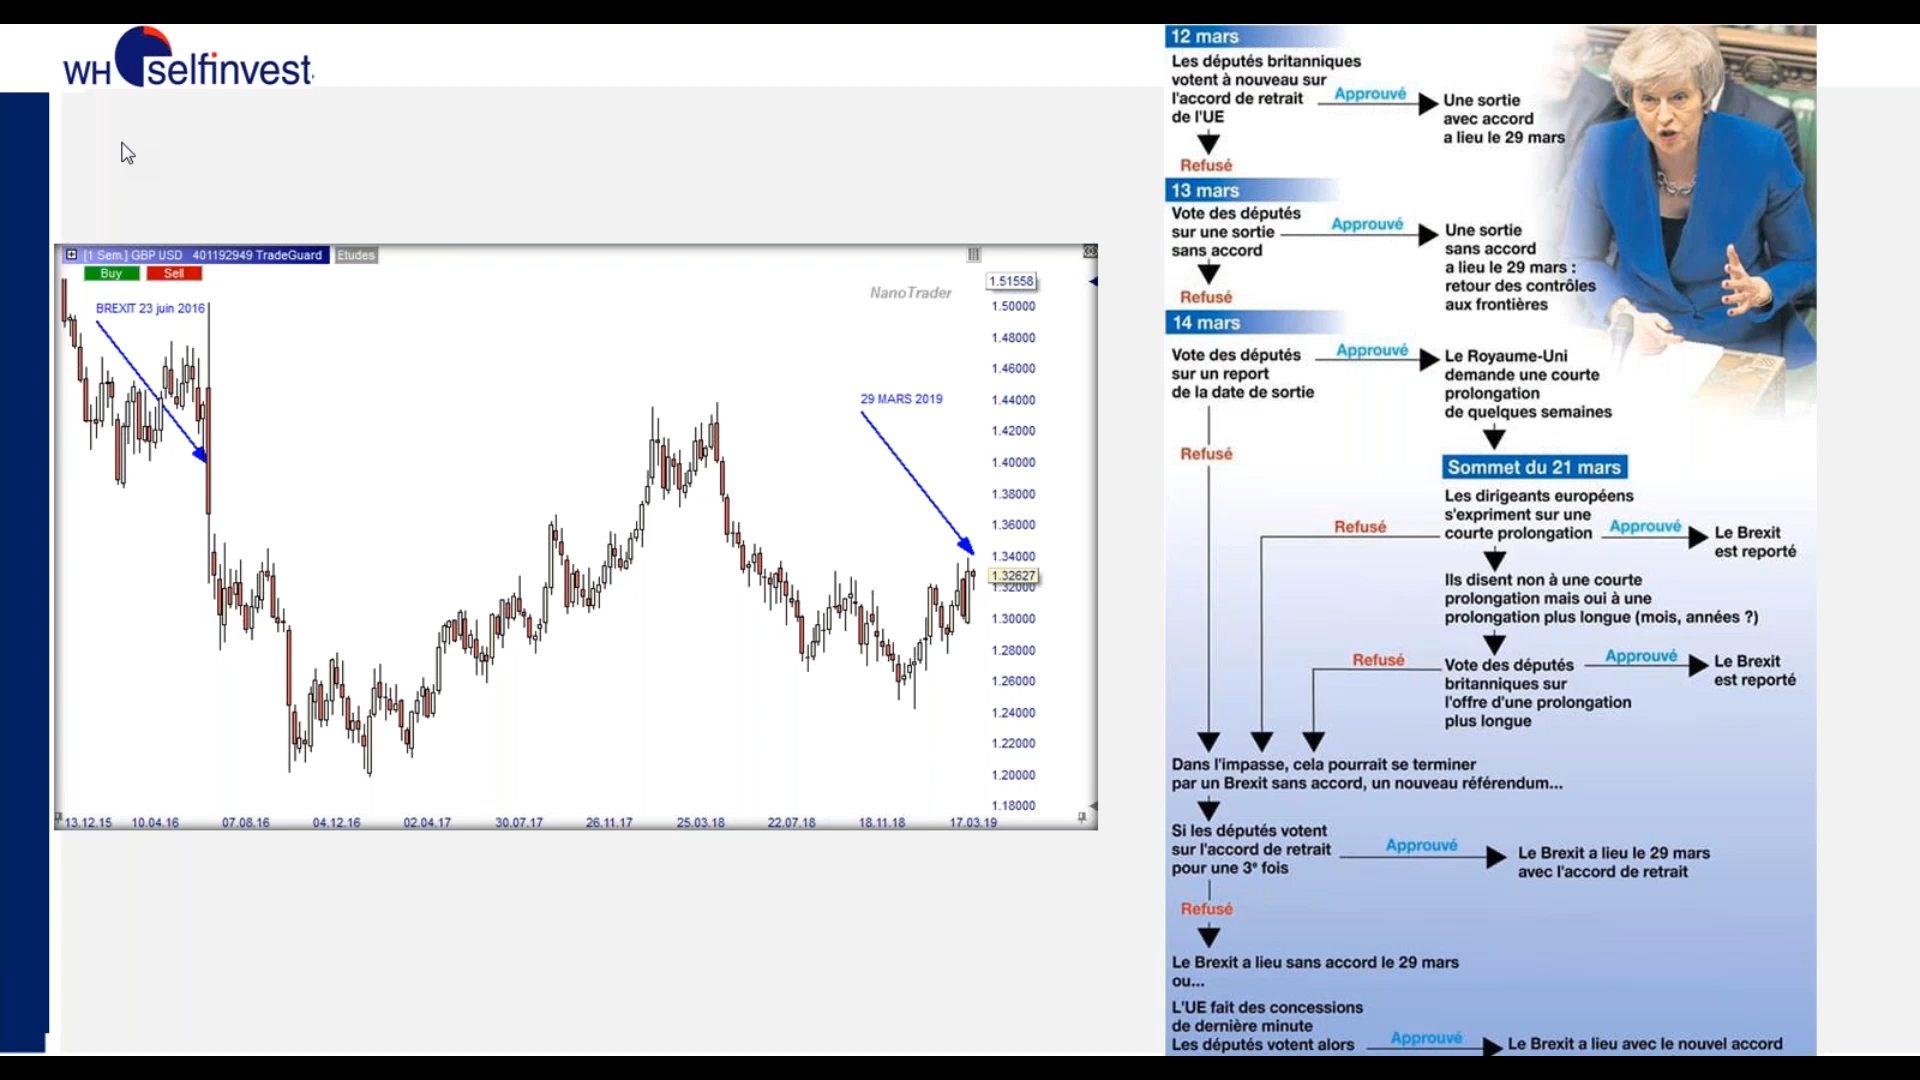 WH selfinvest
[1 Sem.] GBP USD 401192949 TradeGuard
Etudes
Buy
Sell
BREXIT 23 juin 2016
NanoTrader
29 MARS 2019
1.51558
1.50000
1.48000
1.46000
1.44000
1.42000
1.40000
1.38000
1.36000
1.34000
1.32627
1.32000
1.30000
1.28000
1.26000
1.24000
1.22000
1.20000
1.18000
13.12.15
10.04.16
07.08.16
04.12.16
02.04.17
30.07.17
26.11.17
25.03.18
22.07.18
18.11.18
17.03.19
12 mars
Les députés britanniques
votent à nouveau sur
l'accord de retrait
de l'UE
Approuvé
Une sortie
avec accord
a lieu le 29 mars
Refusé
13 mars
Vote des députés
sur une sortie
sans accord
Approuvé
Une sortie
sans accord
a lieu le 29 mars :
retour des contrôles
aux frontières
Refusé
14 mars
Vote des députés
sur un report
de la date de sortie
Approuvé
Le Royaume-Uni
demande une courte
prolongation
de quelques semaines
Refusé
Sommet du 21 mars
Les dirigeants européens
s'expriment sur une
courte prolongation
Refusé
Approuvé
Le Brexit
est reporté
Ils disent non à une courte
prolongation mais oui à une
prolongation plus longue (mois, années ?)
Refusé
Vote des députés
britanniques sur
l'offre d'une prolongation
plus longue
Approuvé
Le Brexit
est reporté
Dans l'impasse, cela pourrait se terminer
par un Brexit sans accord, un nouveau référendum...
Si les députés votent
sur l'accord de retrait
pour une 3e fois
Approuvé
Le Brexit a lieu le 29 mars
avec l'accord de retrait
Refusé
Le Brexit a lieu sans accord le 29 mars
ou...
L'UE fait des concessions
de dernière minute
Les députés votent alors
Approuvé
Le Brexit a lieu avec le nouvel accord